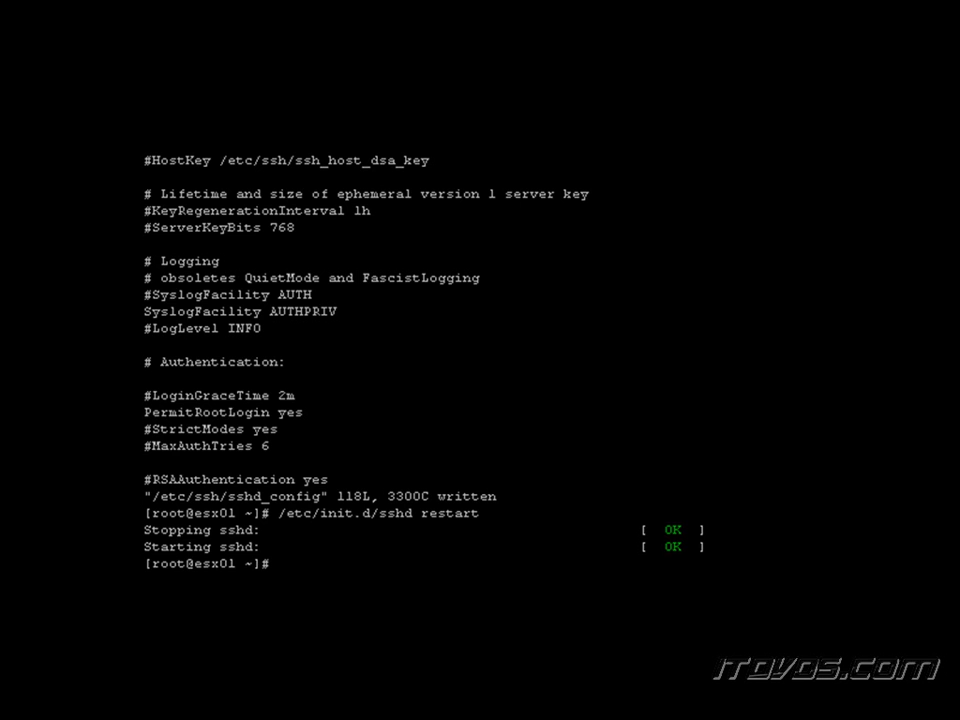 #HostKey /etc/ssh/ssh_host_dsa_key
# Lifetime and size of ephemeral version 1 server key
#KeyRegenerationInterval 1h
#ServerKeyBits 768
# Logging
# obsoletes QuietMode and FascistLogging
#SyslogFacility AUTH
SyslogFacility AUTHPRIV
#LogLevel INFO
# Authentication:
#LoginGraceTime 2m
PermitRootLogin yes
#StrictModes yes
#MaxAuthTries 6
#RSAAuthentication yes
"/etc/ssh/sshd_config" 118L, 3300C written
[root@esx01 ~]# /etc/init.d/sshd restart
Stopping sshd: [ OK ]
Starting sshd: [ OK ]
[root@esx01 ~]#